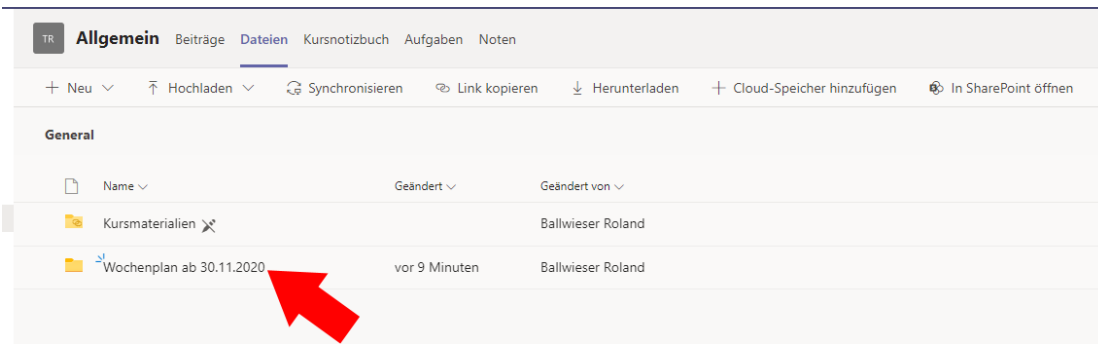 TR Allgemein Beiträge Dateien Kursnotizbuch Aufgaben Noten
Neu Hochladen Synchronisieren Link kopieren Herunterladen Cloud-Speicher hinzufügen In SharePoint öffnen
General
Name Geändert Geändert von
Kursmaterialien Ballwieser Roland
Wochenplan ab 30.11.2020 vor 9 Minuten Ballwieser Roland